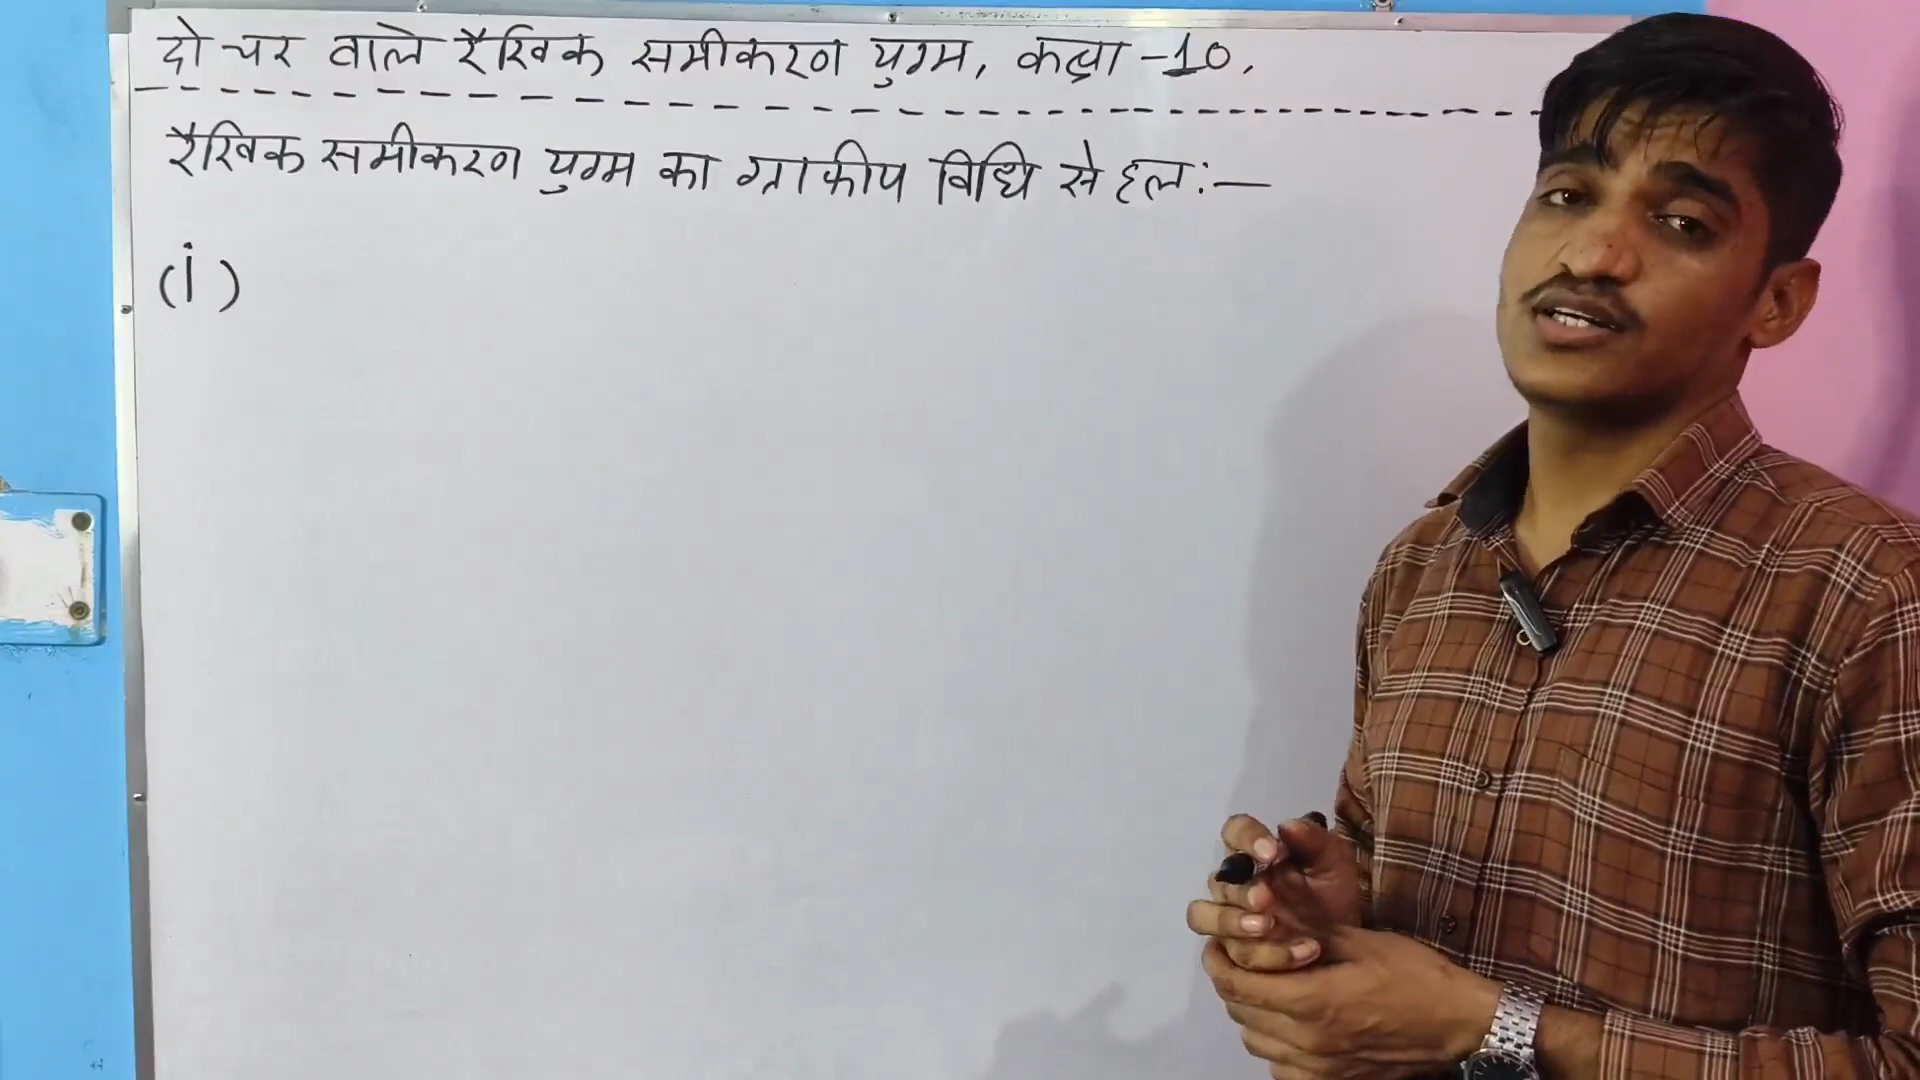 दो चर वाले रैखिक समीकरण युग्म, कक्षा -10.
रैखिक समीकरण युग्म का ग्राफीय विधि से हल:—
(i)